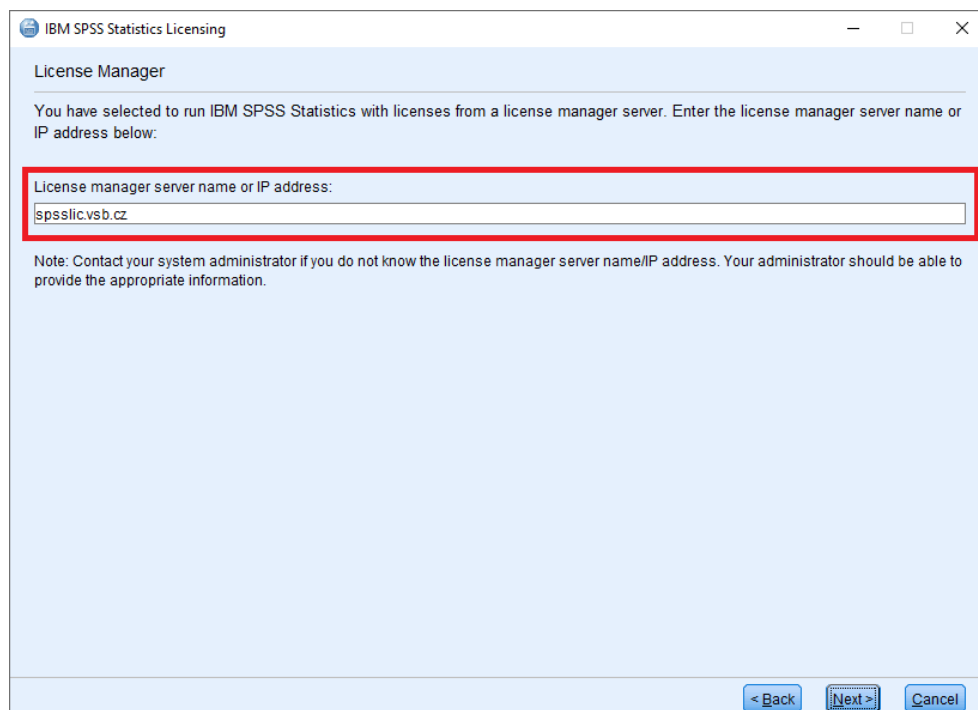 IBM SPSS Statistics Licensing
License Manager
You have selected to run IBM SPSS Statistics with licenses from a license manager server. Enter the license manager server name or
IP address below:
License manager server name or IP address:
spsslic.vsb.cz
Note: Contact your system administrator if you do not know the license manager server name/IP address. Your administrator should be able to
provide the appropriate information.
< Back Next > Cancel